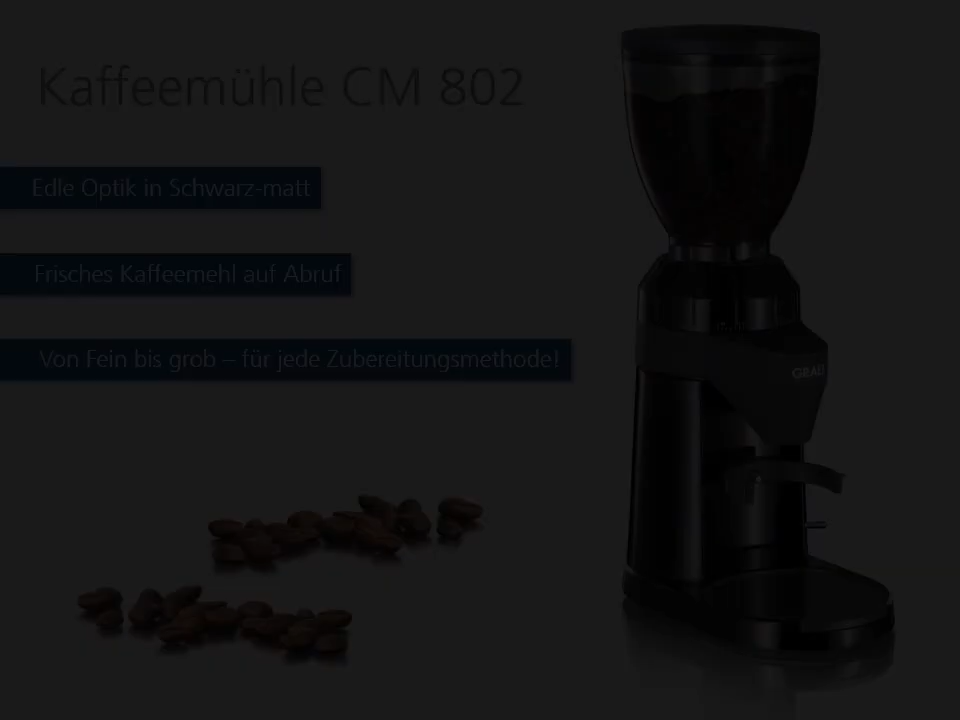 Kaffeemühle CM 802
Edle Optik in Schwarz-matt
Frisches Kaffeemehl auf Abruf
Von Fein bis grob – für jede Zubereitungsmethode!
GRAEF